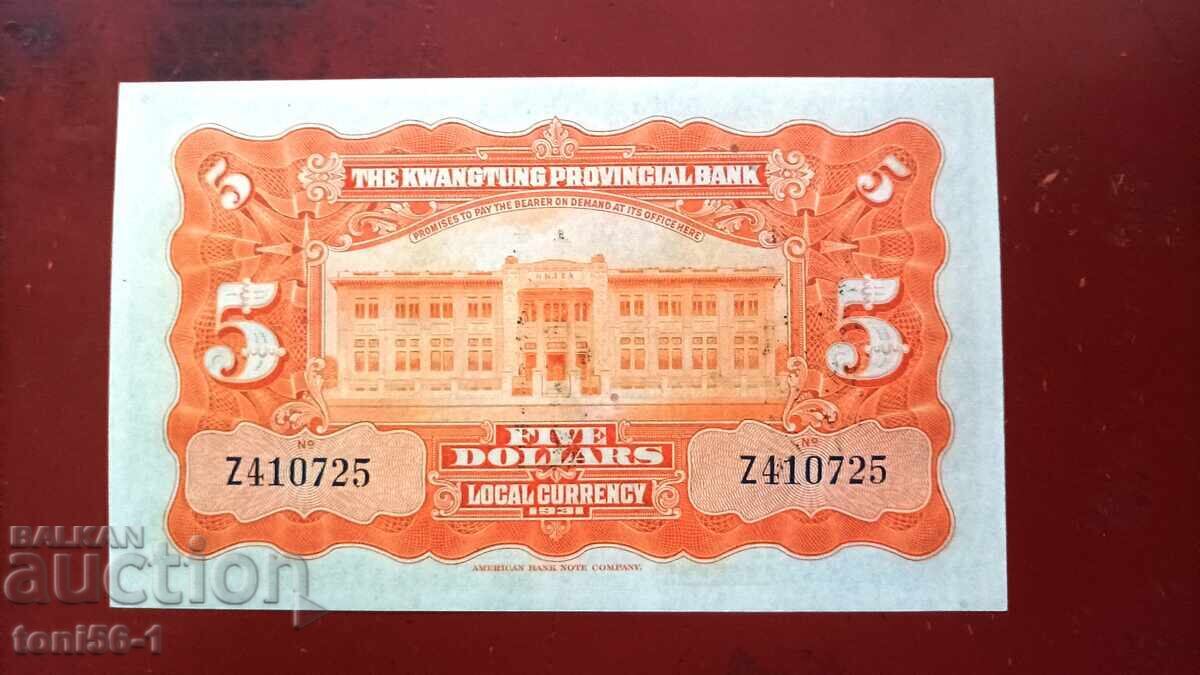 5 5
THE KWANGTUNG PROVINCIAL BANK
PROMISES TO PAY THE BEARER ON DEMAND AT ITS OFFICE HERE
5 5
FIVE
DOLLARS
Nº Nº
Z410725 Z410725
LOCAL CURRENCY
1931
AMERICAN BANK NOTE COMPANY.
BALKAN
auction
toni56-1